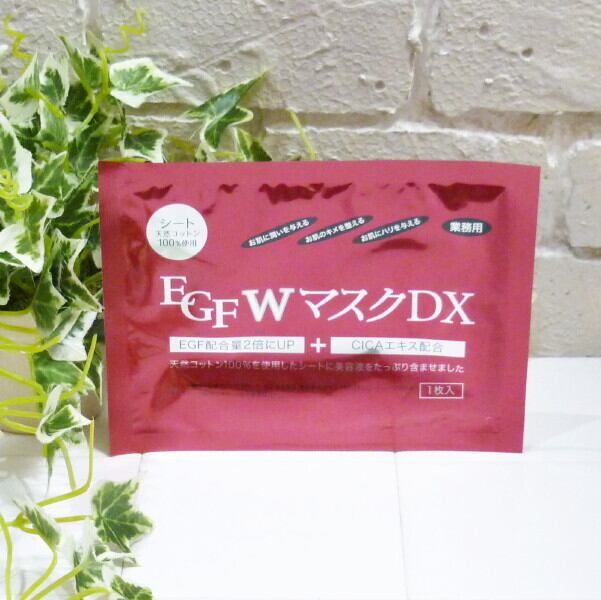 シート
天然コットン
100%使用
お肌に潤いを与える
お肌のキメを整える
お肌にハリを与える
業務用
EGF WマスクDX
EGF配合量2倍にUP + CICAエキス配合
天然コットン100%を使用したシートに美容液をたっぷり含ませました
1枚入